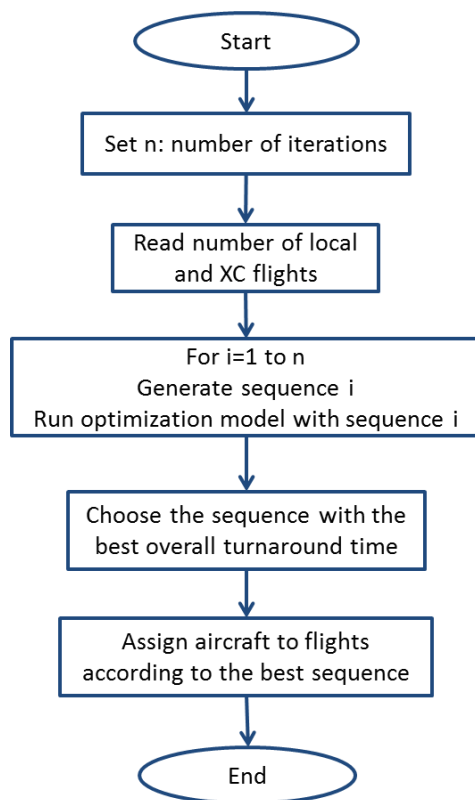 Start
Set n: number of iterations
Read number of local
and XC flights
For i=1 to n
Generate sequence i
Run optimization model with sequence i
Choose the sequence with the
best overall turnaround time
Assign aircraft to flights
according to the best sequence
End